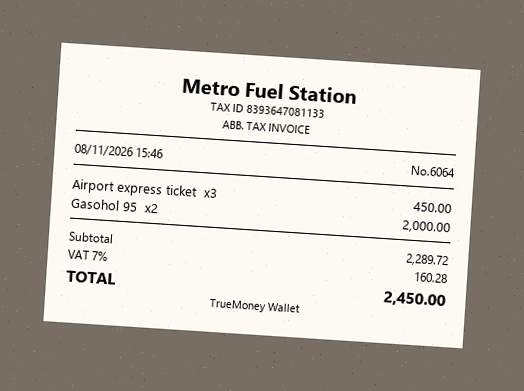 Metro Fuel Station
TAX ID 8393647081133
ABB. TAX INVOICE
08/11/2026 15:46 No.6064
Airport express ticket x3 450.00
Gasohol 95 x2 2,000.00
Subtotal 2,289.72
VAT 7% 160.28
TOTAL 2,450.00
TrueMoney Wallet